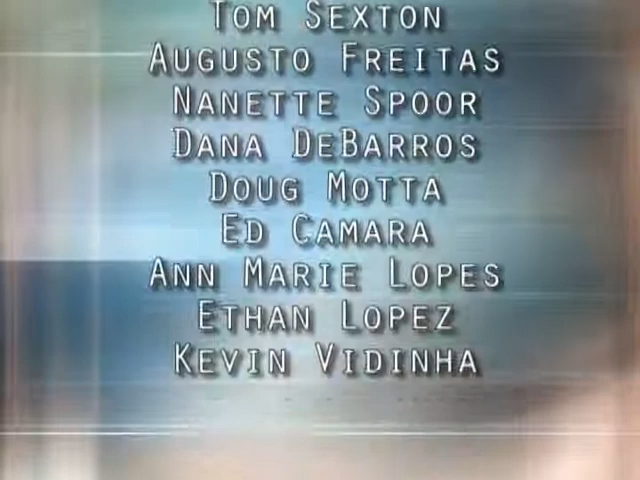 Tom Sexton
Augusto Freitas
Nanette Spoor
Dana DeBarros
Doug Motta
Ed Camara
Ann Marie Lopes
Ethan Lopez
Kevin Vidinha